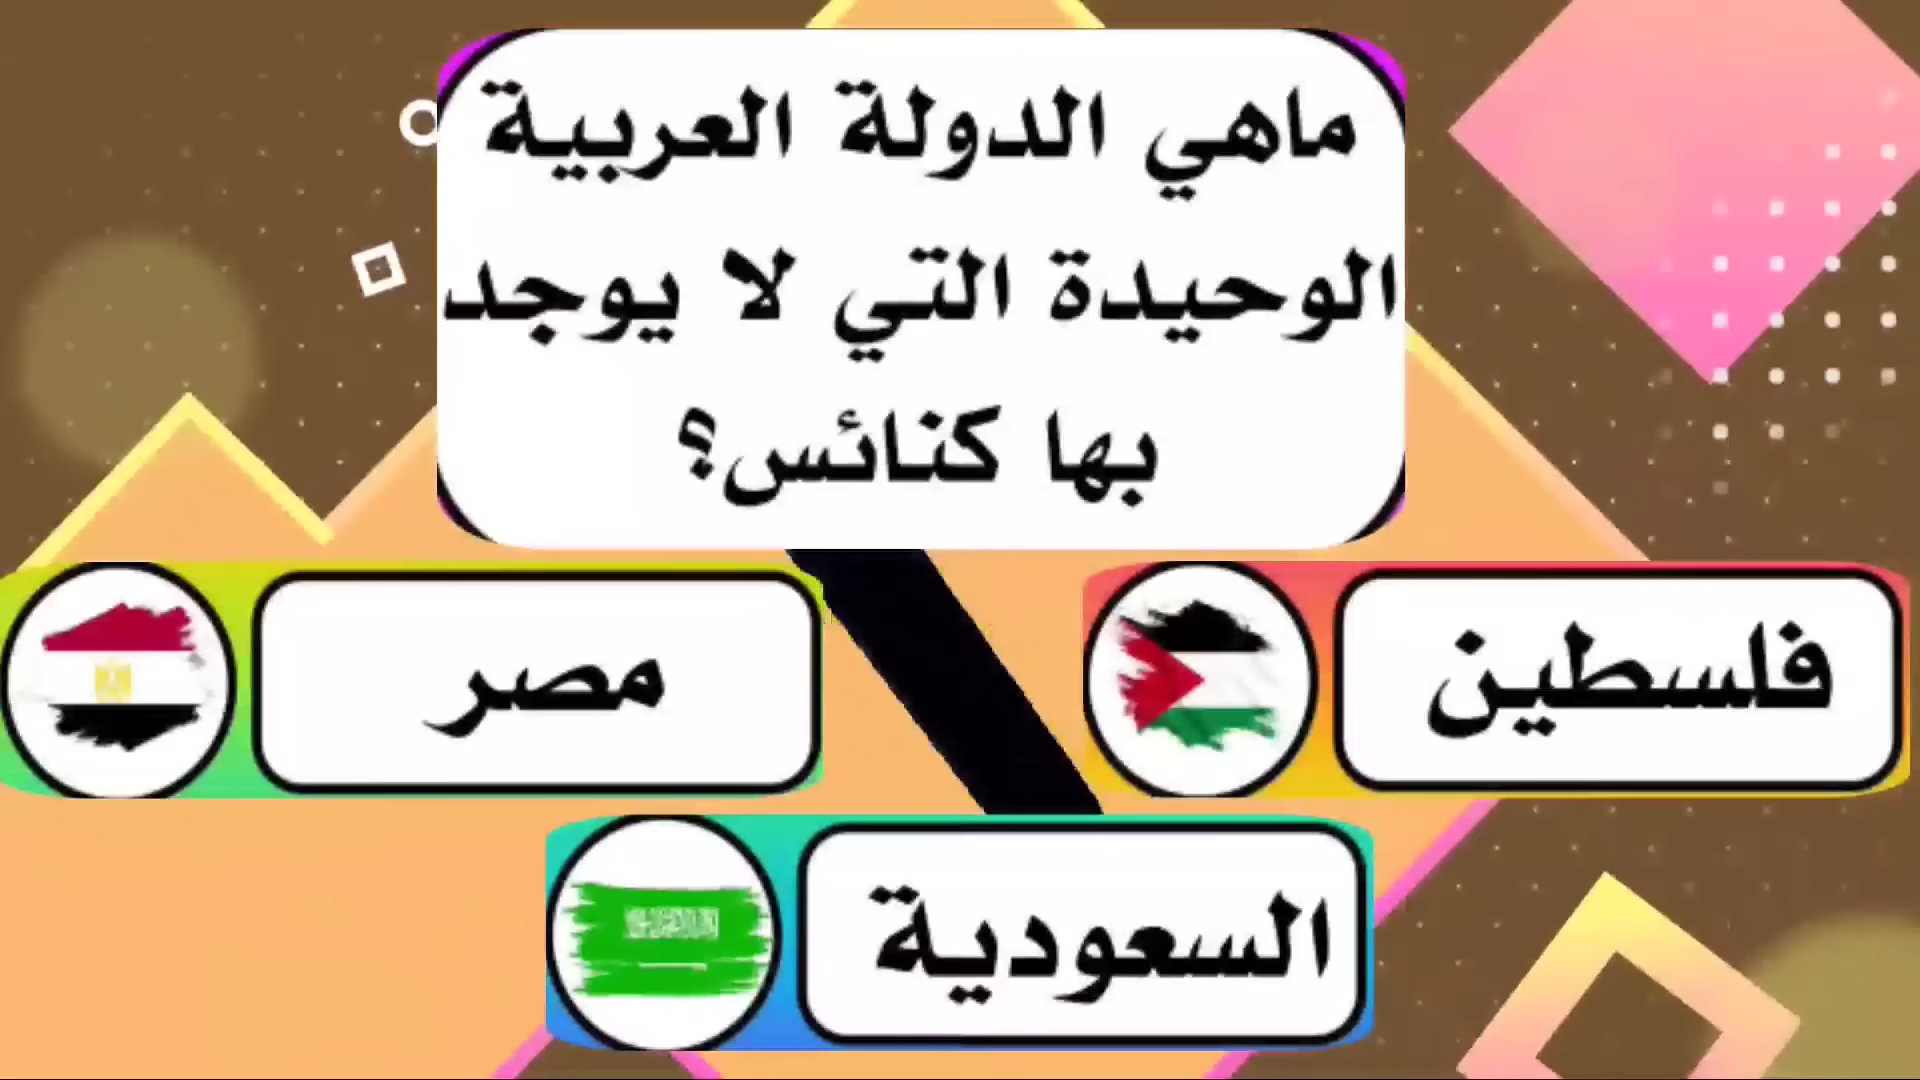 ماهي الدولة العربية
الوحيدة التي لا يوجد
بها كنائس؟
فلسطين
مصر
السعودية